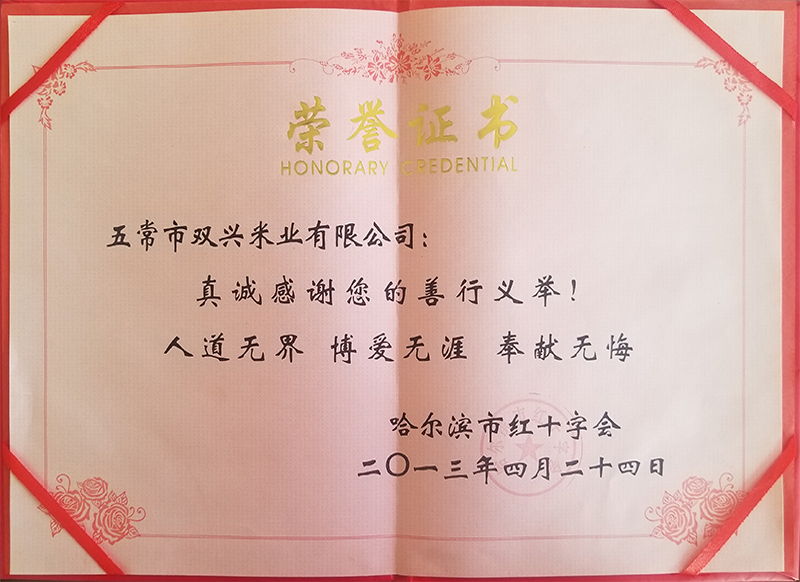 荣誉证书
HONORARY CREDENTIAL
五常市双兴米业有限公司：
真诚感谢您的善行义举！
人道无界 博爱无涯 奉献无悔
哈尔滨市红十字会
二〇一三年四月二十四日